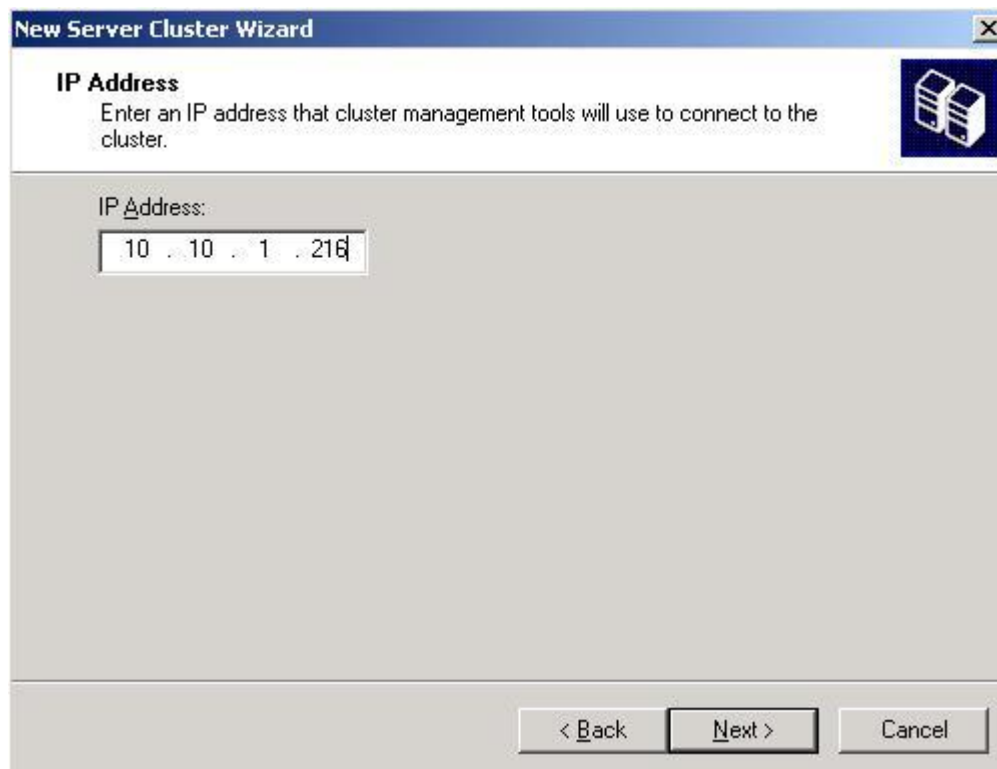 New Server Cluster Wizard
IP Address
Enter an IP address that cluster management tools will use to connect to the
cluster.
IP Address:
10 . 10 . 1 . 216
< Back
Next >
Cancel